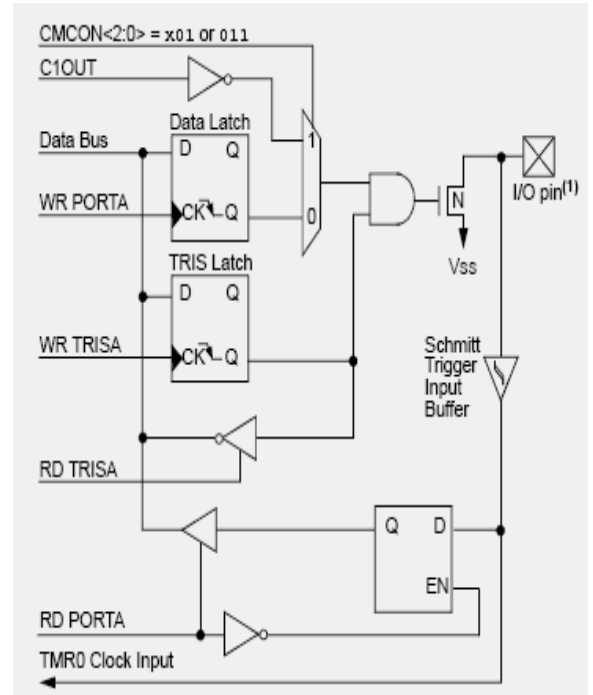 CMCON<2:0> = x01 or 011
C1OUT
Data Latch
Data Bus
D Q
1
WR PORTA
CK Q
0
N
I/O pin(1)
Vss
TRIS Latch
D Q
WR TRISA
CK Q
Schmitt
Trigger
Input
Buffer
RD TRISA
Q D
EN
RD PORTA
TMR0 Clock Input